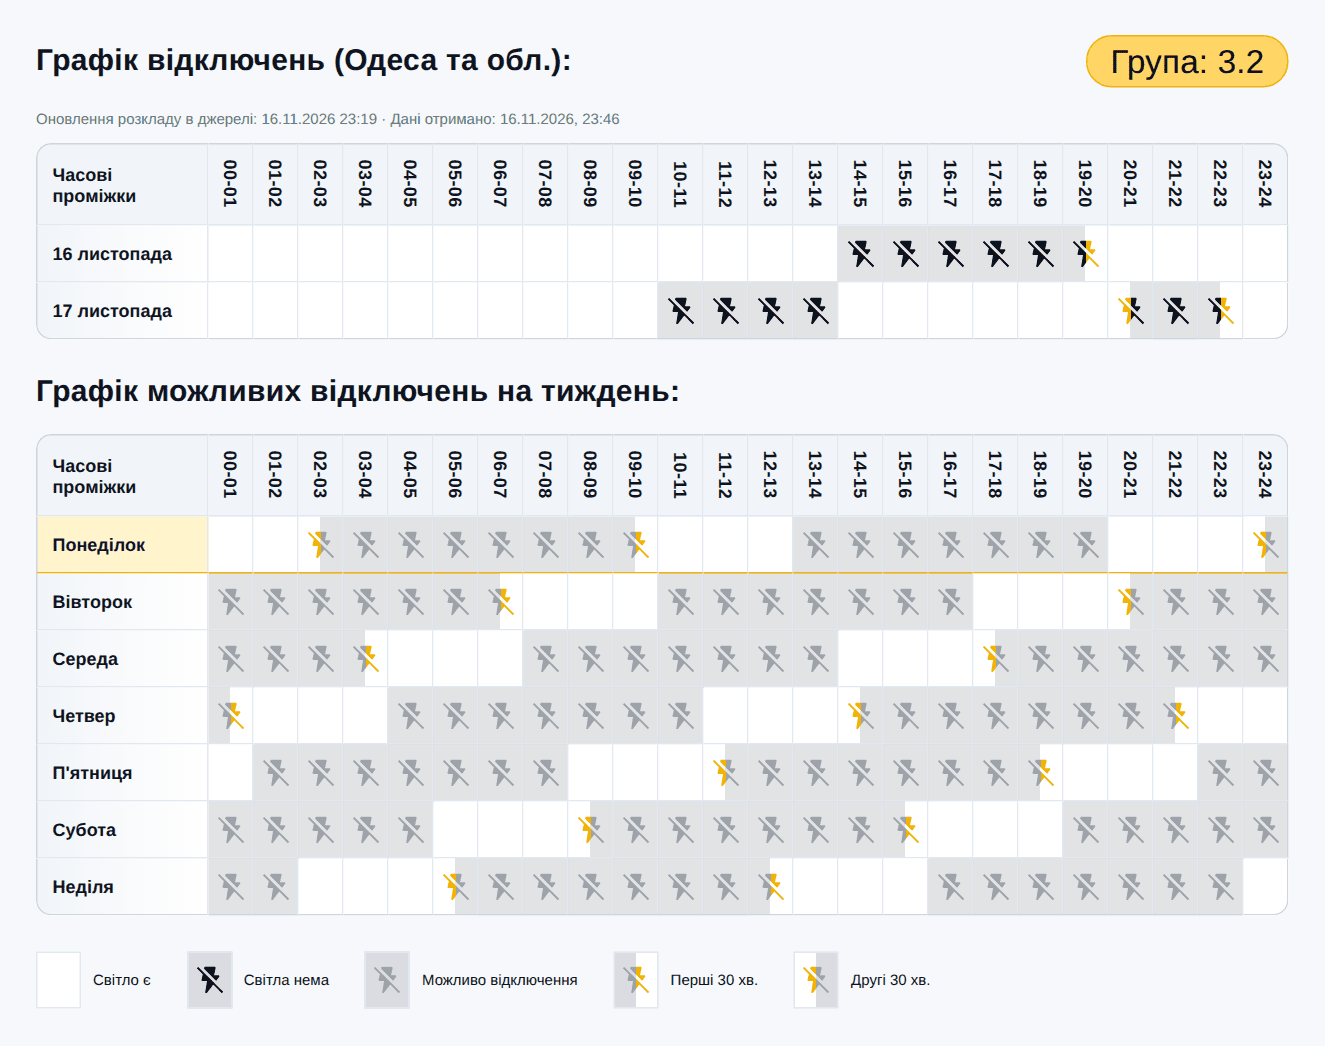 Графік відключень (Одеса та обл.):
Група: 3.2
Оновлення розкладу в джерелі: 16.11.2026 23:19 · Дані отримано: 16.11.2026, 23:46
Часові
проміжки
00-01 01-02 02-03 03-04 04-05 05-06 06-07 07-08 08-09 09-10 10-11 11-12 12-13 13-14 14-15 15-16 16-17 17-18 18-19 19-20 20-21 21-22 22-23 23-24
16 листопада
17 листопада
Графік можливих відключень на тиждень:
Часові
проміжки
00-01 01-02 02-03 03-04 04-05 05-06 06-07 07-08 08-09 09-10 10-11 11-12 12-13 13-14 14-15 15-16 16-17 17-18 18-19 19-20 20-21 21-22 22-23 23-24
Понеділок
Вівторок
Середа
Четвер
П'ятниця
Субота
Неділя
Світло є
Світла нема
Можливо відключення
Перші 30 хв.
Другі 30 хв.